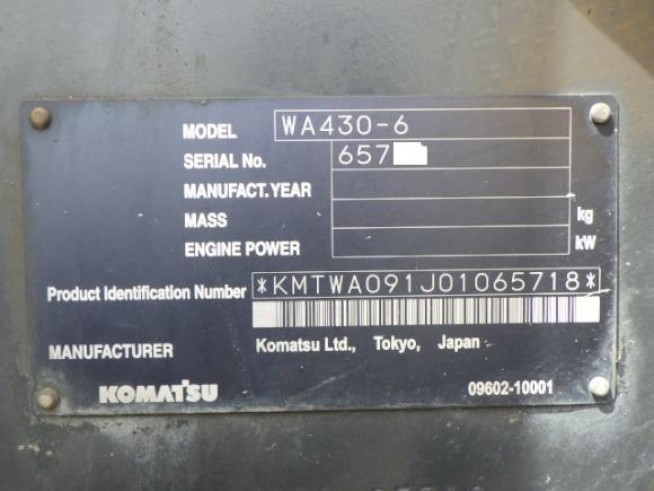 MODEL WA430-6
SERIAL No. 657
MANUFACT.YEAR
MASS kg
ENGINE POWER kW
Product Identification Number *KMTWA091J01065718*
MANUFACTURER Komatsu Ltd., Tokyo, Japan
KOMATSU 09602-10001